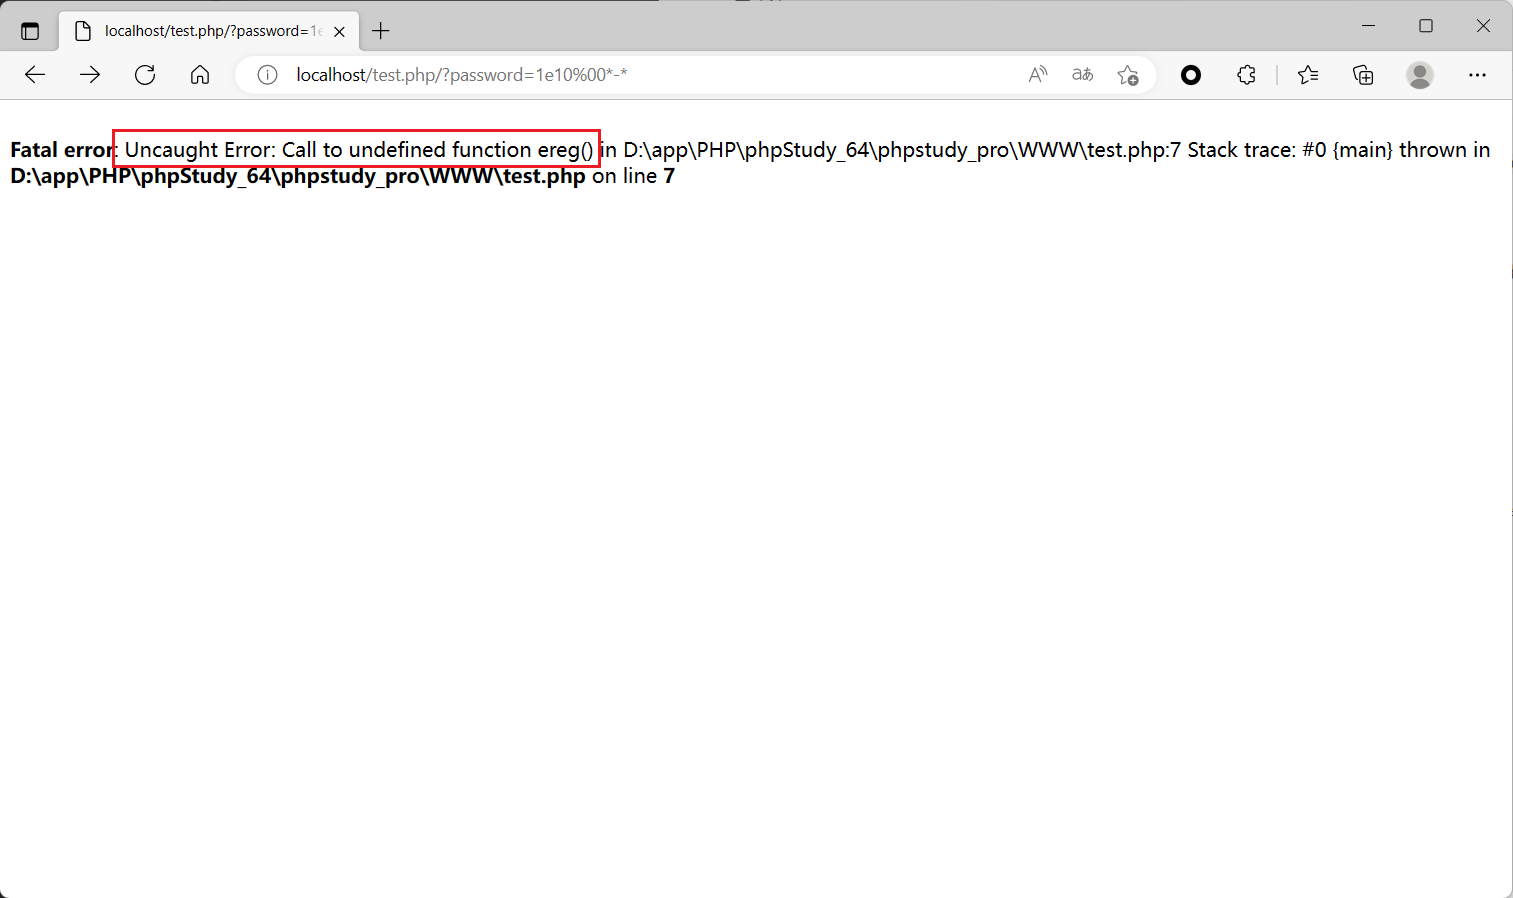 localhost/test.php/?password=1e
localhost/test.php/?password=1e10%00*-*
Fatal error: Uncaught Error: Call to undefined function ereg() in D:\app\PHP\phpStudy_64\phpstudy_pro\WWW\test.php:7 Stack trace: #0 {main} thrown in
D:\app\PHP\phpStudy_64\phpstudy_pro\WWW\test.php on line 7